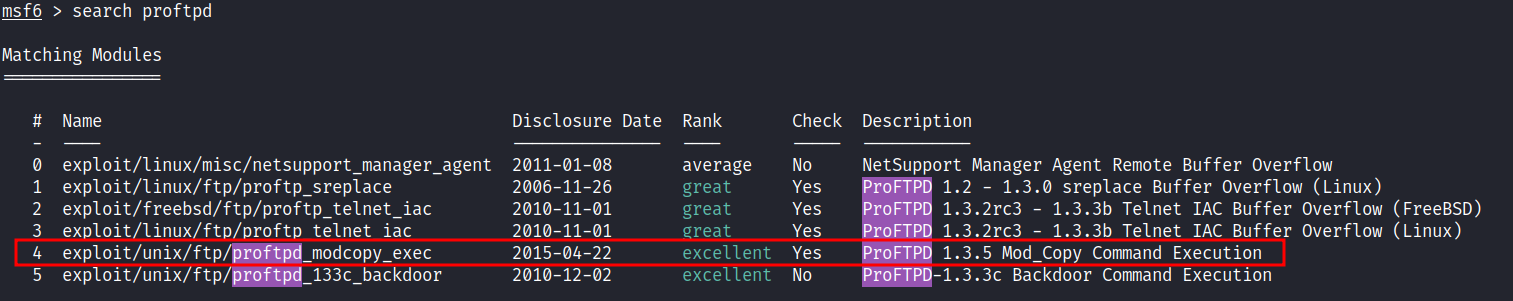 msf6 > search proftpd
Matching Modules
================
# Name Disclosure Date Rank Check Description
- ---- --------------- ---- ----- -----------
0 exploit/linux/misc/netsupport_manager_agent 2011-01-08 average No NetSupport Manager Agent Remote Buffer Overflow
1 exploit/linux/ftp/proftp_sreplace 2006-11-26 great Yes ProFTPD 1.2 - 1.3.0 sreplace Buffer Overflow (Linux)
2 exploit/freebsd/ftp/proftp_telnet_iac 2010-11-01 great Yes ProFTPD 1.3.2rc3 - 1.3.3b Telnet IAC Buffer Overflow (FreeBSD)
3 exploit/linux/ftp/proftp_telnet_iac 2010-11-01 great Yes ProFTPD 1.3.2rc3 - 1.3.3b Telnet IAC Buffer Overflow (Linux)
4 exploit/unix/ftp/proftpd_modcopy_exec 2015-04-22 excellent Yes ProFTPD 1.3.5 Mod_Copy Command Execution
5 exploit/unix/ftp/proftpd_133c_backdoor 2010-12-02 excellent No ProFTPD-1.3.3c Backdoor Command Execution